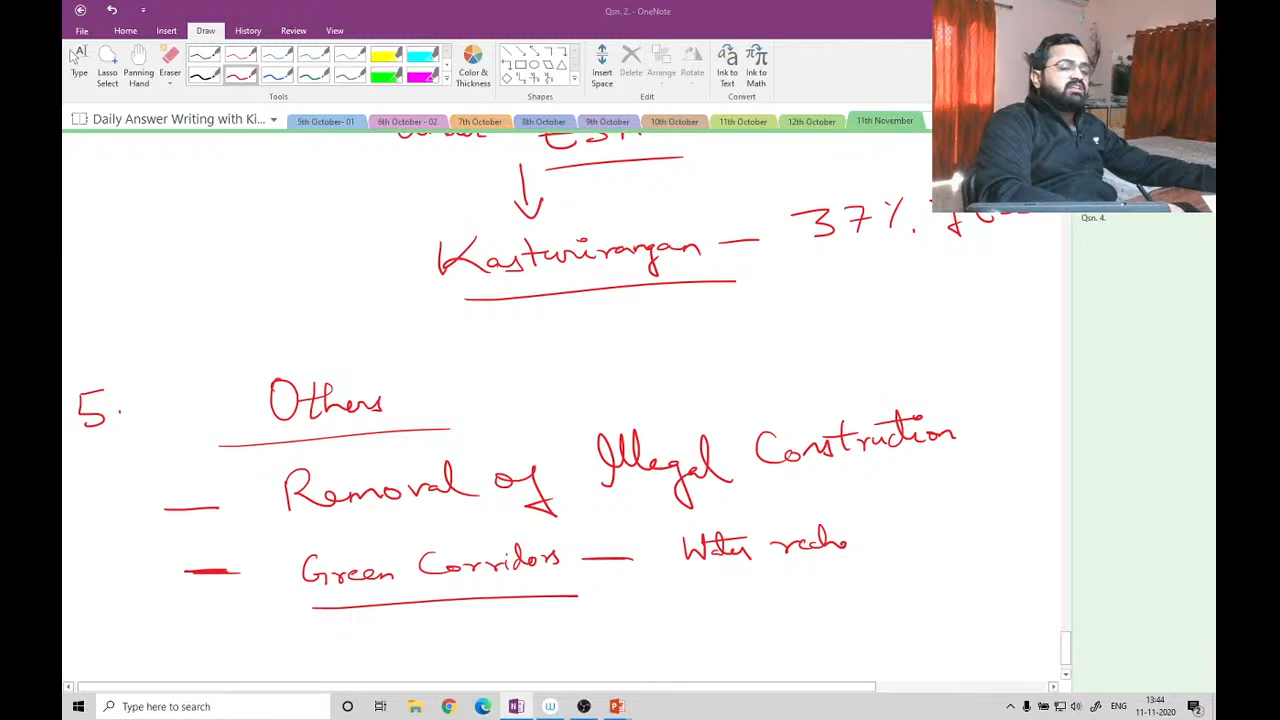 Qsn. 2. - OneNote
File Home Insert Draw History Review View
Type Lasso Select Panning Hand Eraser Color & Thickness Insert Space Delete Arrange Rotate Ink to Text Ink to Math
Tools Shapes Edit Convert
Daily Answer Writing with Ki... 5th October- 01 6th October - 02 7th October 8th October 9th October 10th October 11th October 12th October 11th November
Qsn. 4.
Kasturirangan — 37%.
5. Others
— Removal of Illegal Construction
— Green Corridors — Water recho
Type here to search
ENG 13:44
11-11-2020 2